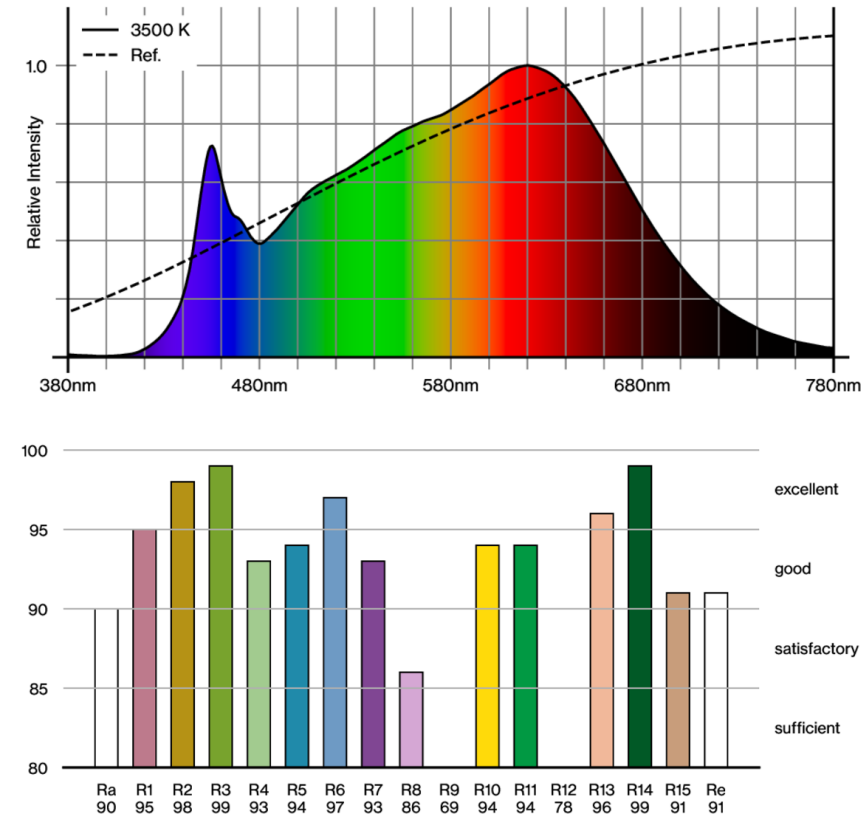 3500 K
Ref.
1.0
Relative Intensity
380nm 480nm 580nm 680nm 780nm
100
excellent
95
good
90
satisfactory
85
sufficient
80
Ra R1 R2 R3 R4 R5 R6 R7 R8 R9 R10 R11 R12 R13 R14 R15 Re
90 95 98 99 93 94 97 93 86 69 94 94 78 96 99 91 91